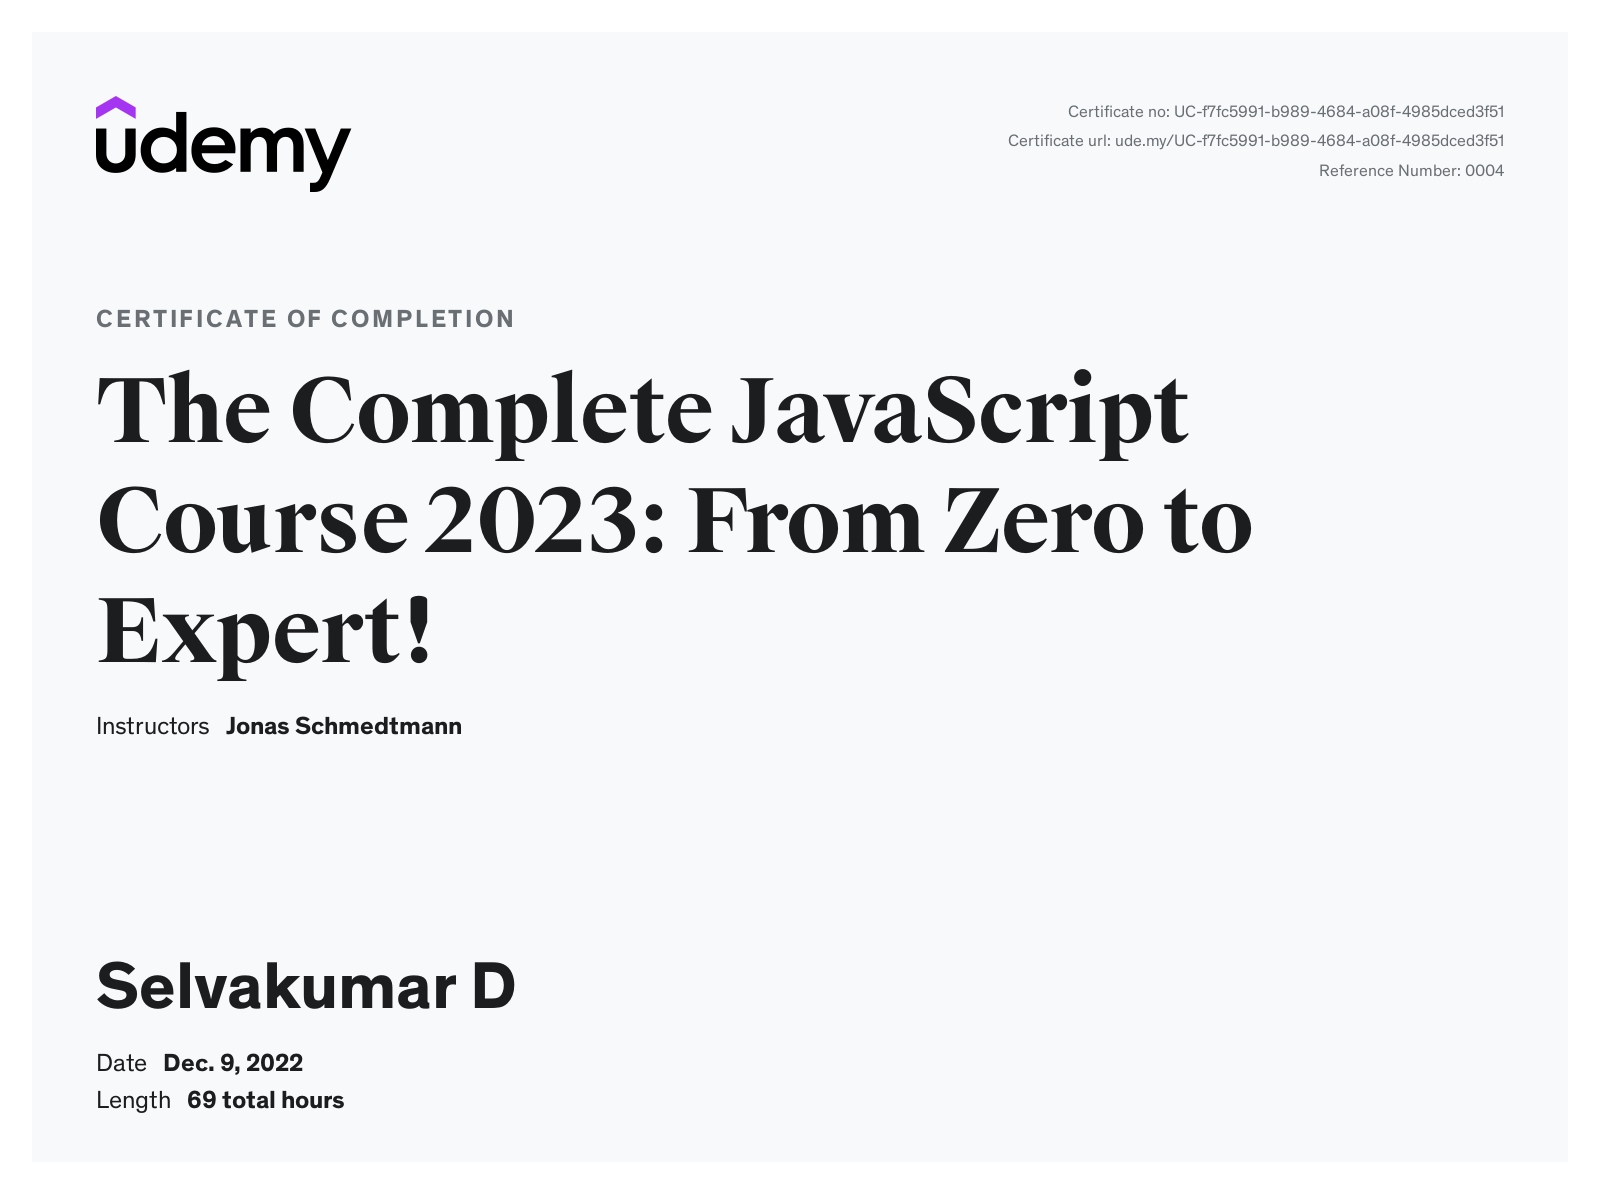 udemy
Certificate no: UC-f7fc5991-b989-4684-a08f-4985dced3f51
Certificate url: ude.my/UC-f7fc5991-b989-4684-a08f-4985dced3f51
Reference Number: 0004
CERTIFICATE OF COMPLETION
The Complete JavaScript
Course 2023: From Zero to
Expert!
Instructors Jonas Schmedtmann
Selvakumar D
Date Dec. 9, 2022
Length 69 total hours